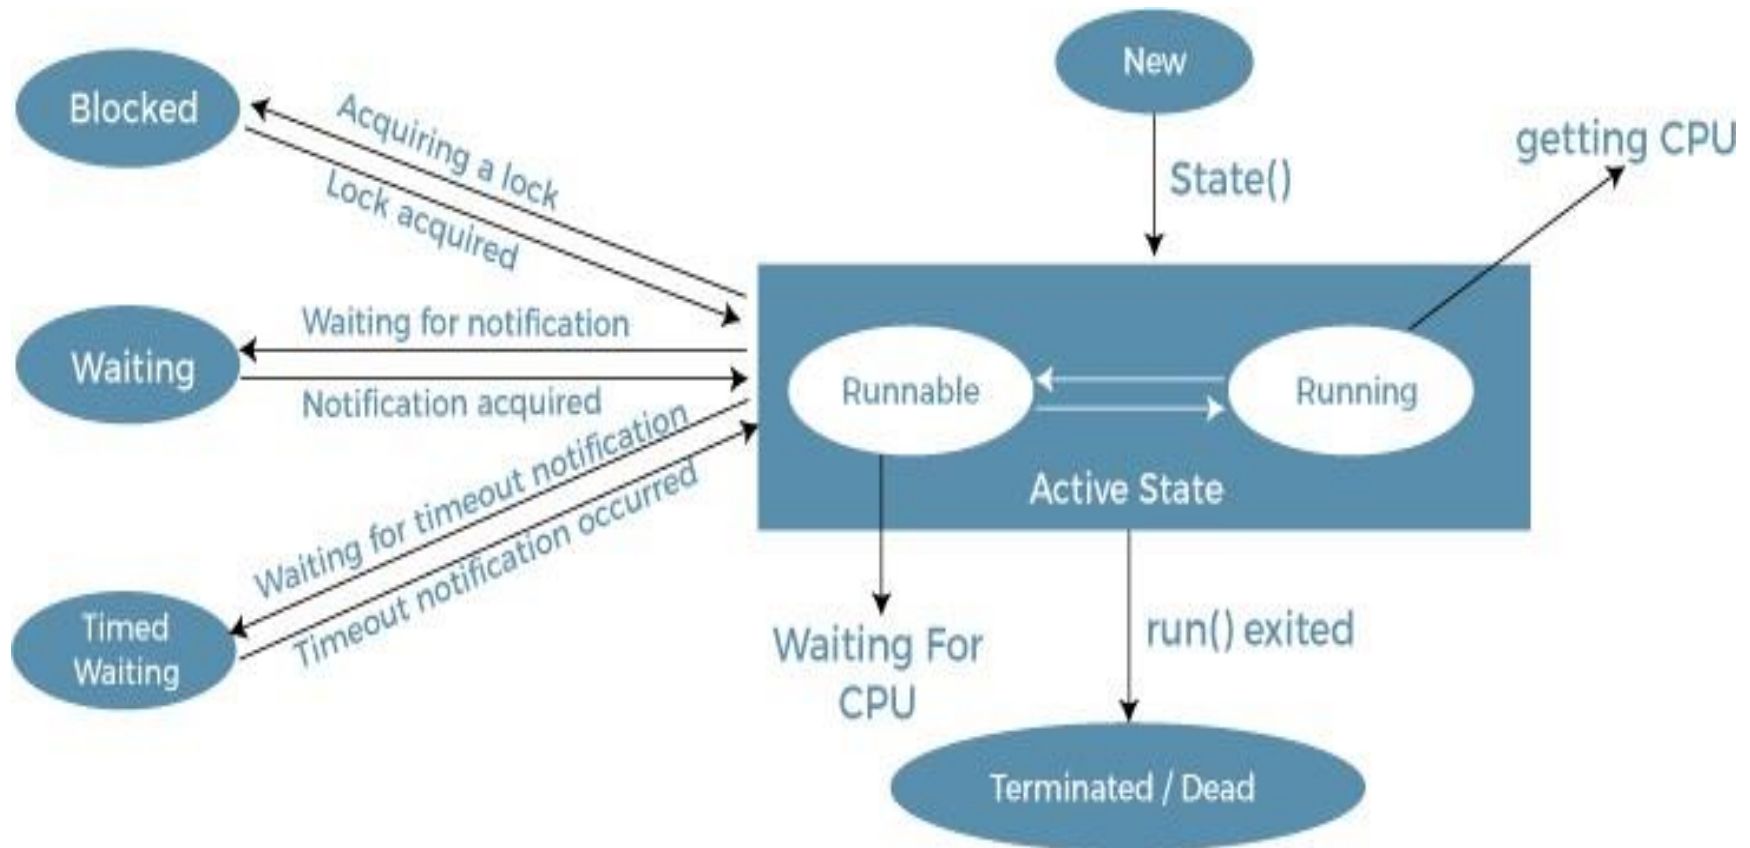 New
Blocked
Acquiring a lock
Lock acquired
State()
getting CPU
Waiting
Waiting for notification
Notification acquired
Runnable
Running
Active State
Timed
Waiting
Waiting for timeout notification
Timeout notification occurred
Waiting For
CPU
run() exited
Terminated / Dead